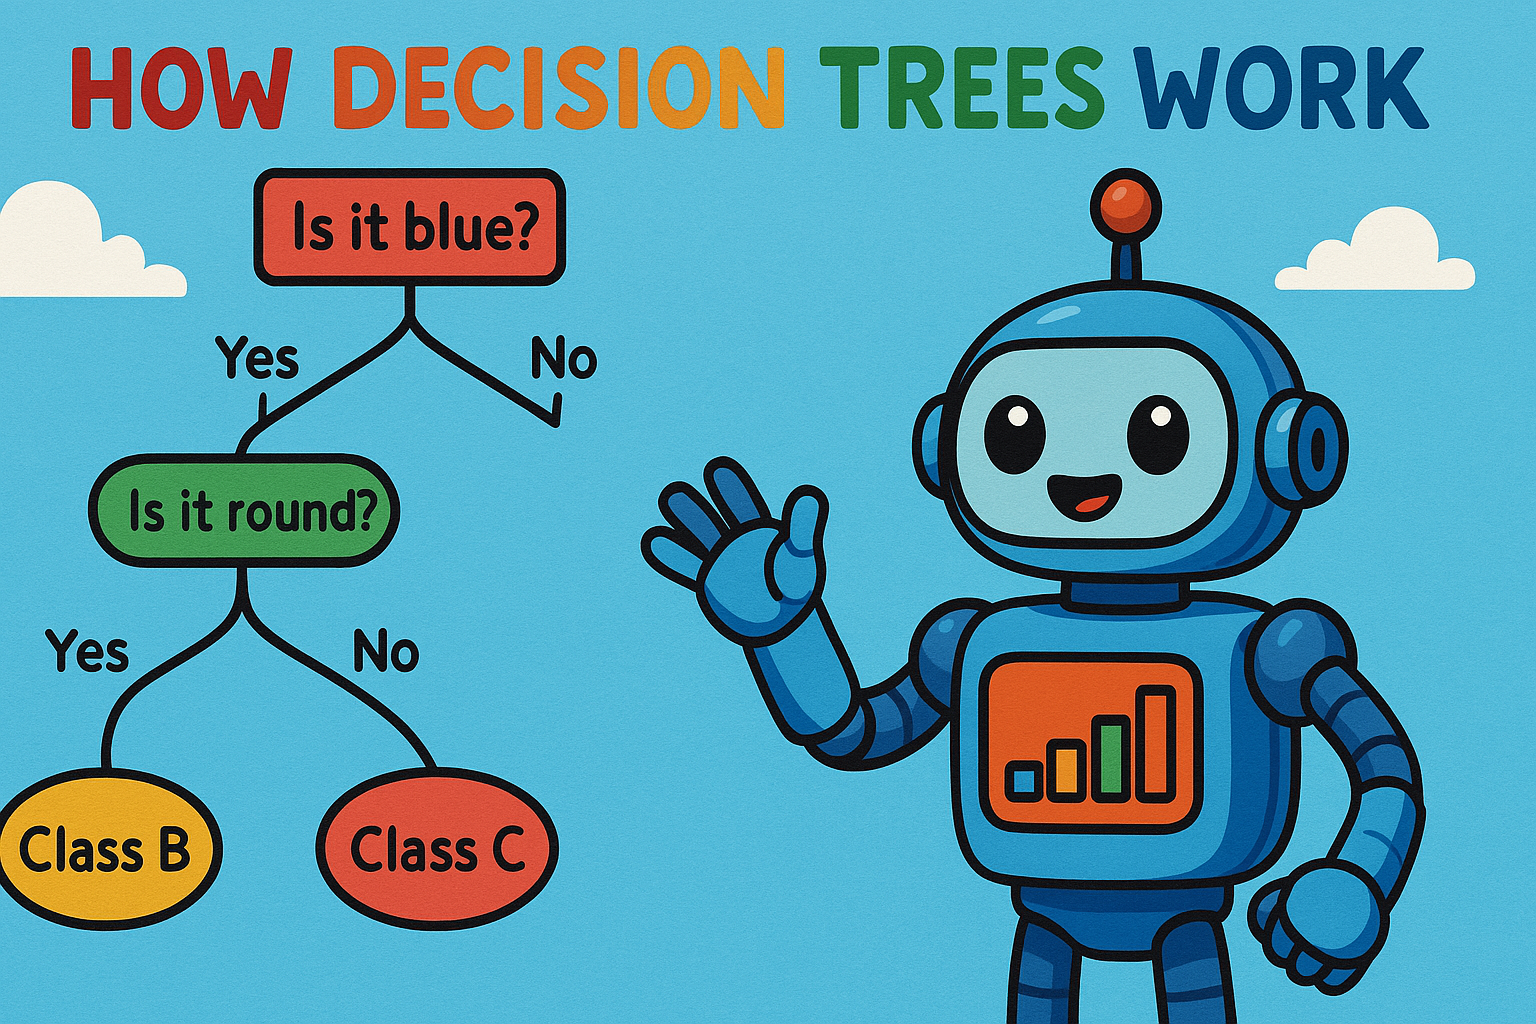 HOW DECISION TREES WORK
Is it blue?
Yes
No
Is it round?
Yes
No
Class B
Class C